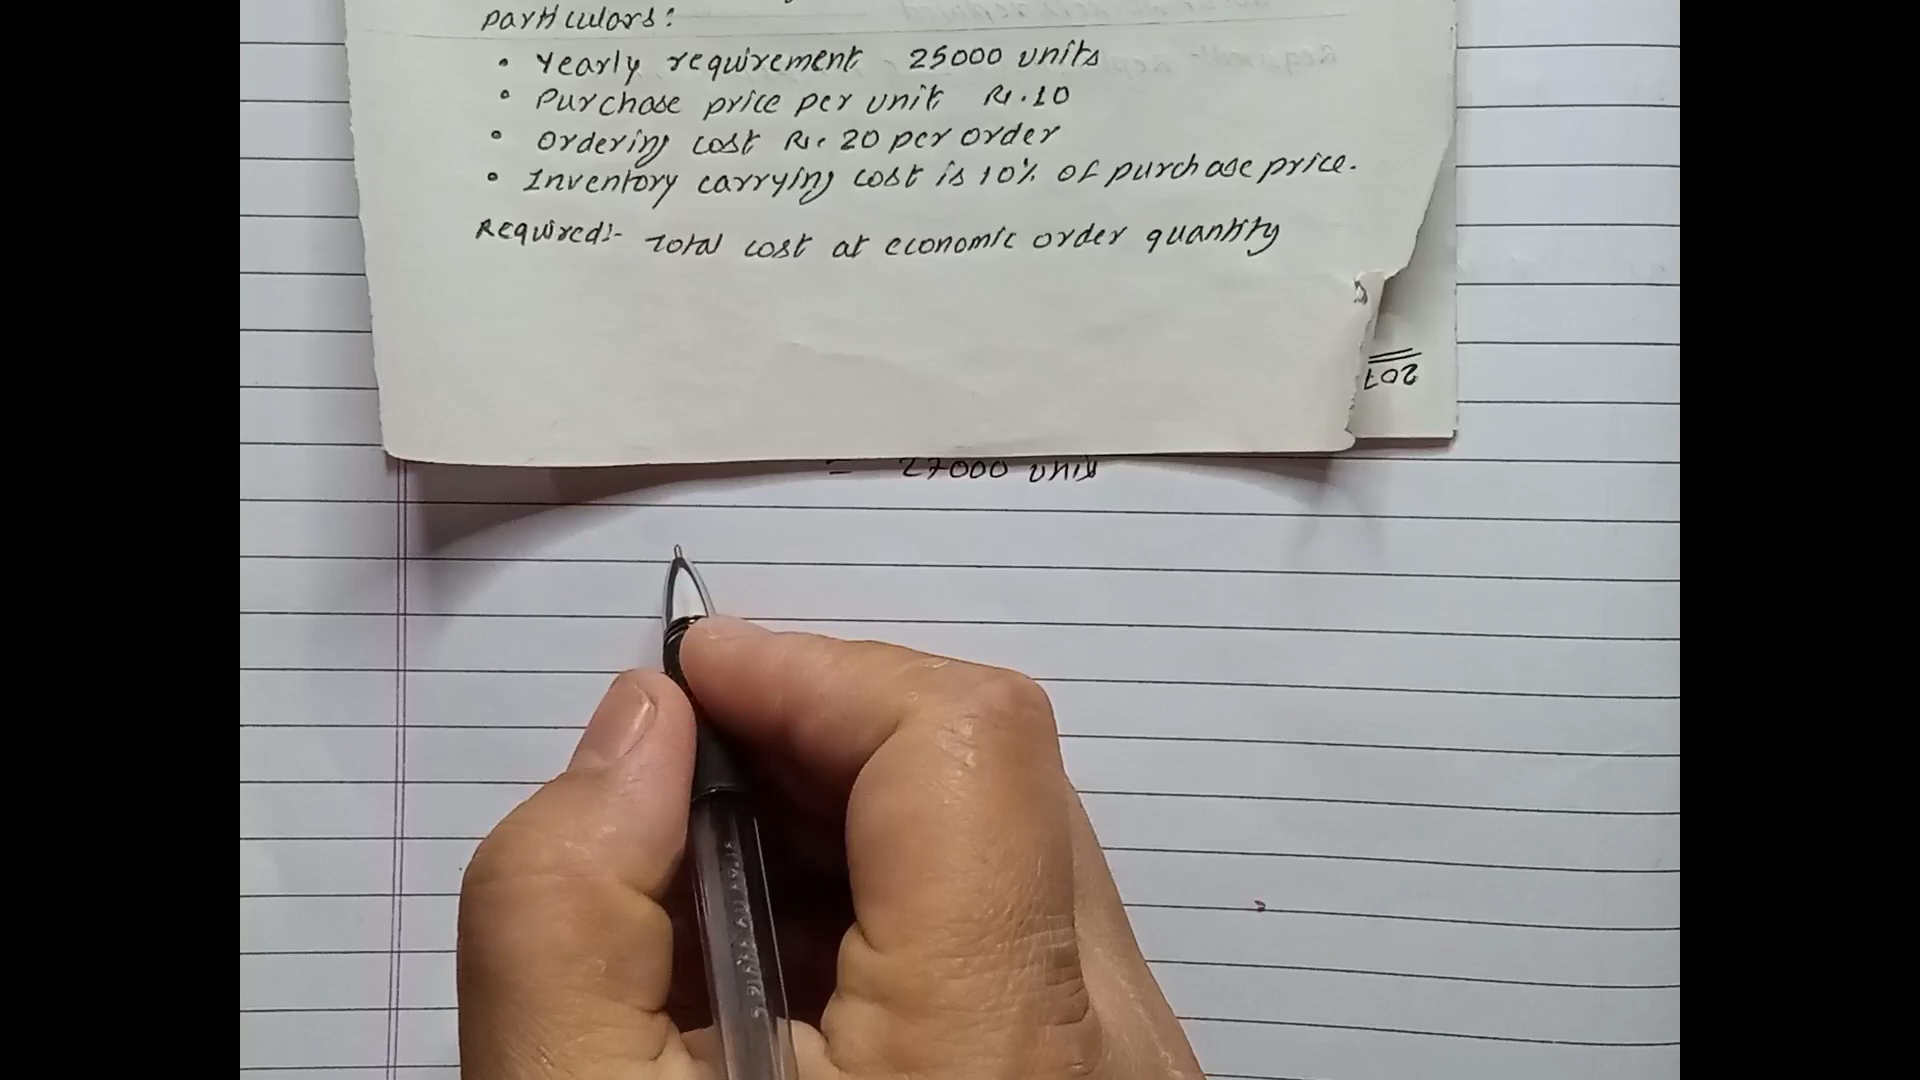 particulars:
• Yearly requirement 25000 units
• Purchase price per unit Rs.10
• Ordering cost Rs. 20 per order
• Inventory carrying cost is 10% of purchase price.
Required:- Total cost at economic order quantity
207
= 27000 units